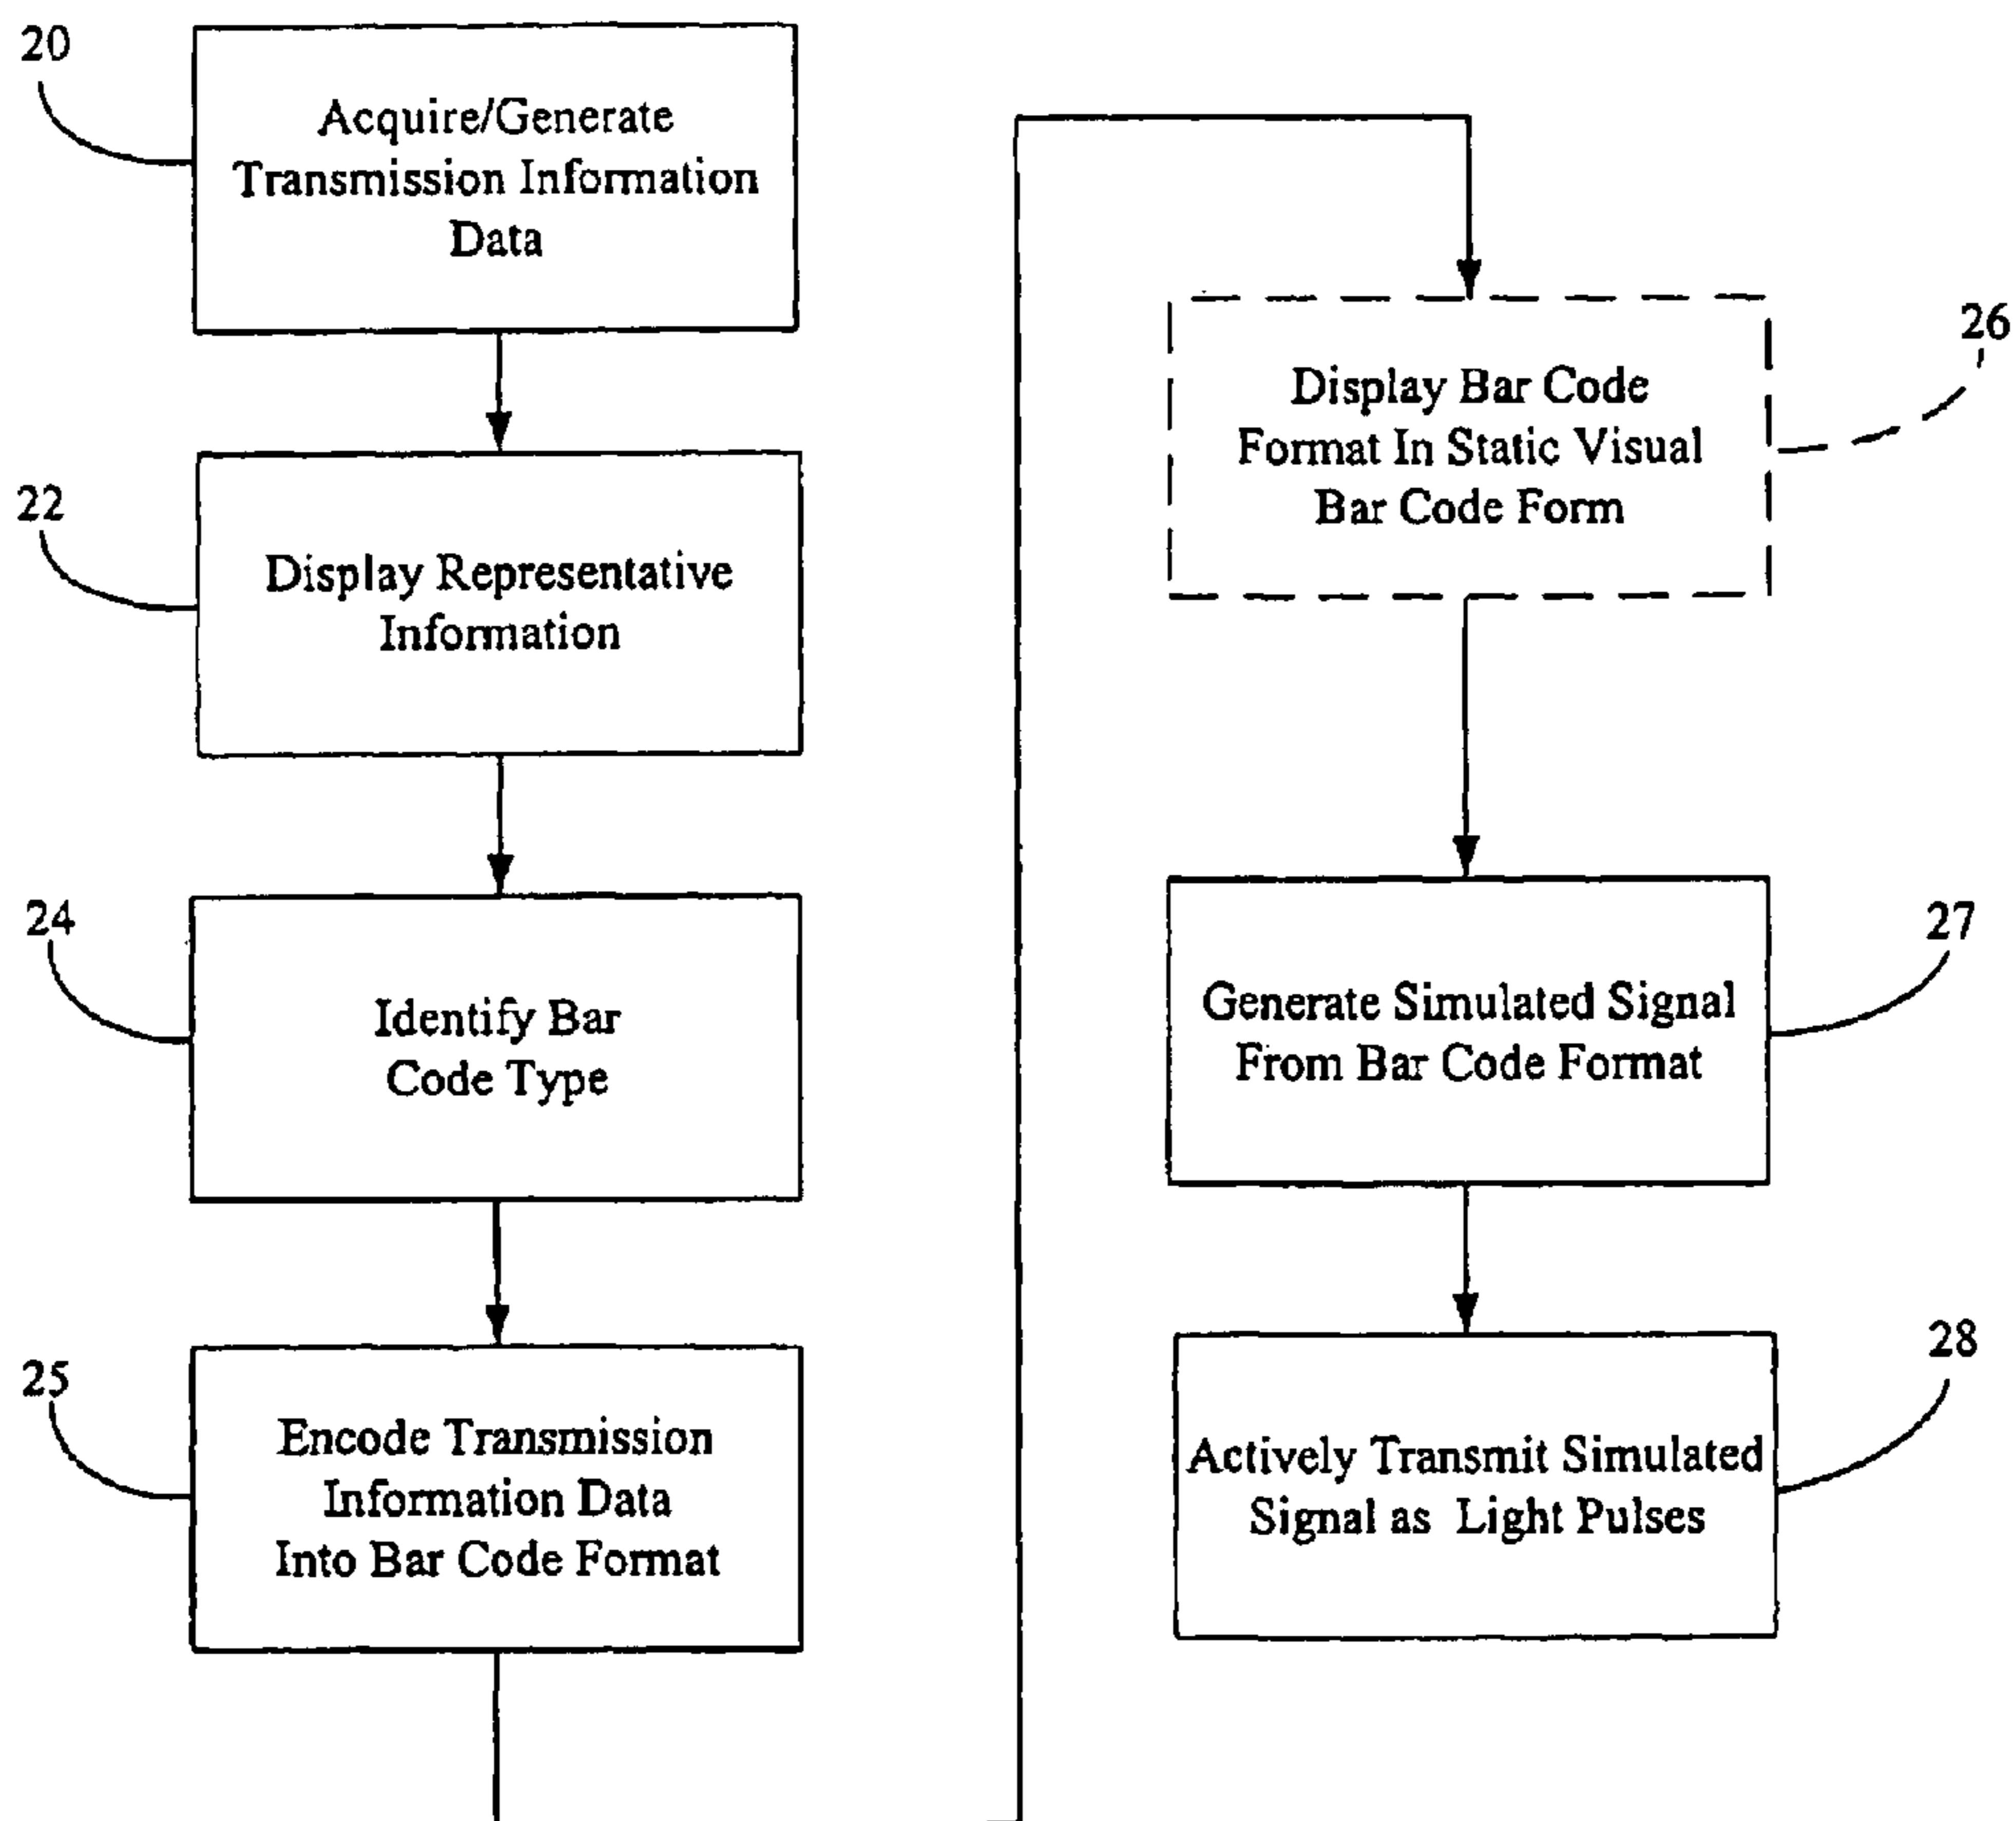 20
Acquire/Generate
Transmission Information
Data
22
Display Representative
Information
24
Identify Bar
Code Type
25
Encode Transmission
Information Data
Into Bar Code Format
26
Display Bar Code
Format In Static Visual
Bar Code Form
27
Generate Simulated Signal
From Bar Code Format
28
Actively Transmit Simulated
Signal as Light Pulses